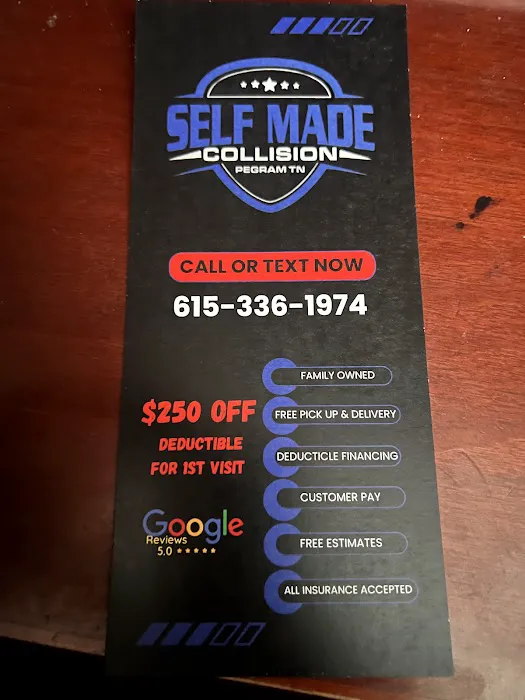 SELF MADE
COLLISION
PEGRAM TN
CALL OR TEXT NOW
615-336-1974
$250 OFF
DEDUCTIBLE
FOR 1ST VISIT
Google
Reviews
5.0
FAMILY OWNED
FREE PICK UP & DELIVERY
DEDUCTICLE FINANCING
CUSTOMER PAY
FREE ESTIMATES
ALL INSURANCE ACCEPTED